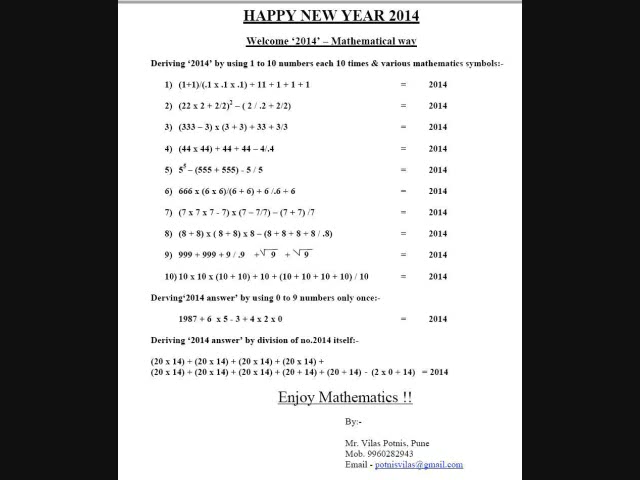 HAPPY NEW YEAR 2014
Welcome ‘2014’ – Mathematical way
Deriving ‘2014’ by using 1 to 10 numbers each 10 times & various mathematics symbols:-
1) (1+1)/(.1 x .1 x .1) + 11 + 1 + 1 + 1 = 2014
2) (22 x 2 + 2/2)² – ( 2 / .2 + 2/2) = 2014
3) (333 – 3) x (3 + 3) + 33 + 3/3 = 2014
4) (44 x 44) + 44 + 44 – 4/.4 = 2014
5) 5⁵ – (555 + 555) - 5 / 5 = 2014
6) 666 x (6 x 6)/(6 + 6) + 6 /.6 + 6 = 2014
7) (7 x 7 x 7 - 7) x (7 – 7/7) – (7 + 7) /7 = 2014
8) (8 + 8) x ( 8 + 8) x 8 – (8 + 8 + 8 + 8 / .8) = 2014
9) 999 + 999 + 9 / .9 +√9 + √9 = 2014
10) 10 x 10 x (10 + 10) + 10 + (10 + 10 + 10 + 10) / 10 = 2014
Derving‘2014 answer’ by using 0 to 9 numbers only once:-
1987 + 6 x 5 - 3 + 4 x 2 x 0 = 2014
Deriving ‘2014 answer’ by division of no.2014 itself:-
(20 x 14) + (20 x 14) + (20 x 14) + (20 x 14) +
(20 x 14) + (20 x 14) + (20 x 14) + (20 + 14) + (20 + 14) - (2 x 0 + 14) = 2014
Enjoy Mathematics !!
By:-
Mr. Vilas Potnis, Pune
Mob. 9960282943
Email - potnisvilas@gmail.com